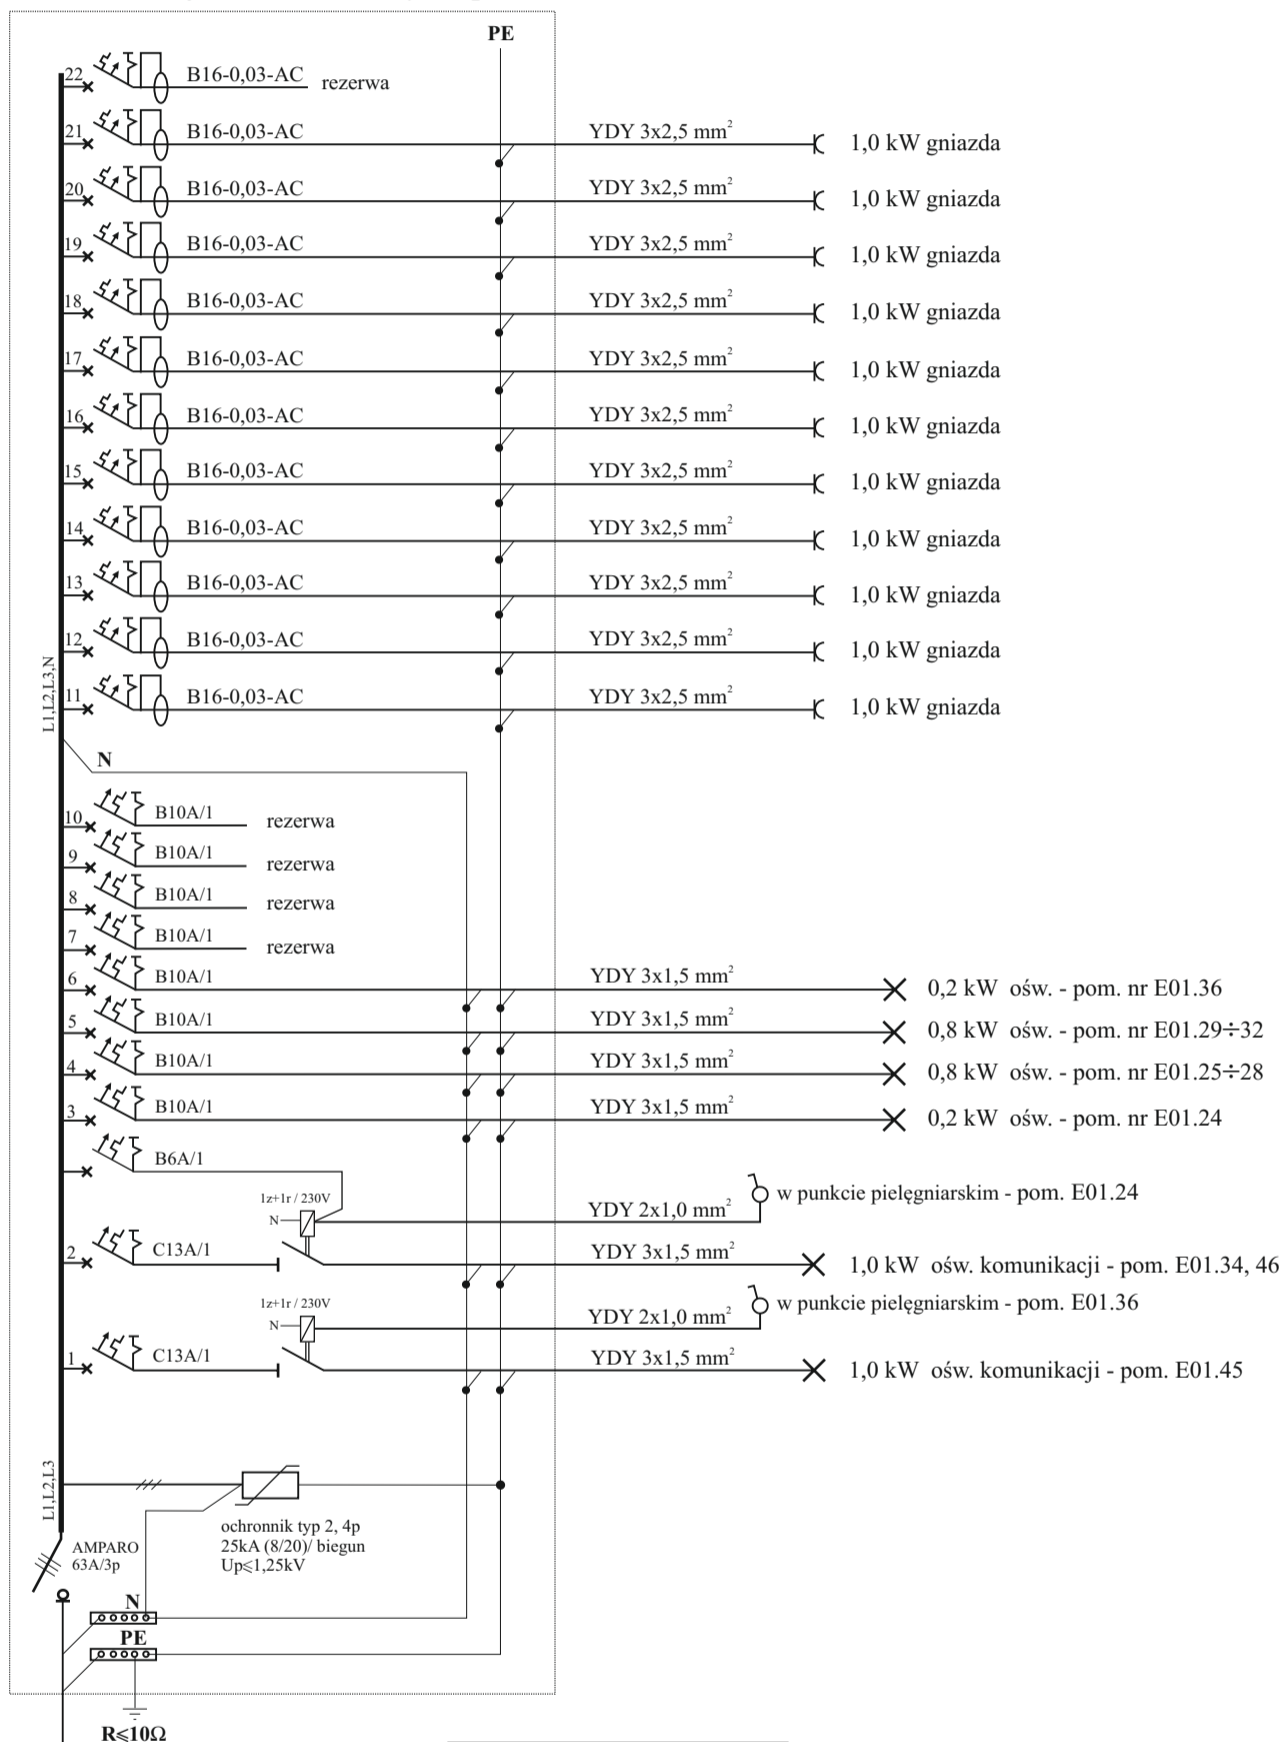 PE
22 B16-0,03-AC rezerwa
21 B16-0,03-AC YDY 3x2,5 mm² 1,0 kW gniazda
20 B16-0,03-AC YDY 3x2,5 mm² 1,0 kW gniazda
19 B16-0,03-AC YDY 3x2,5 mm² 1,0 kW gniazda
18 B16-0,03-AC YDY 3x2,5 mm² 1,0 kW gniazda
17 B16-0,03-AC YDY 3x2,5 mm² 1,0 kW gniazda
16 B16-0,03-AC YDY 3x2,5 mm² 1,0 kW gniazda
15 B16-0,03-AC YDY 3x2,5 mm² 1,0 kW gniazda
14 B16-0,03-AC YDY 3x2,5 mm² 1,0 kW gniazda
13 B16-0,03-AC YDY 3x2,5 mm² 1,0 kW gniazda
12 B16-0,03-AC YDY 3x2,5 mm² 1,0 kW gniazda
11 B16-0,03-AC YDY 3x2,5 mm² 1,0 kW gniazda
L1,L2,L3,N
N
10 B10A/1 rezerwa
9 B10A/1 rezerwa
8 B10A/1 rezerwa
7 B10A/1 rezerwa
6 B10A/1 YDY 3x1,5 mm² 0,2 kW ośw. - pom. nr E01.36
5 B10A/1 YDY 3x1,5 mm² 0,8 kW ośw. - pom. nr E01.29÷32
4 B10A/1 YDY 3x1,5 mm² 0,8 kW ośw. - pom. nr E01.25÷28
3 B10A/1 YDY 3x1,5 mm² 0,2 kW ośw. - pom. nr E01.24
B6A/1
1z+1r / 230V
N YDY 2x1,0 mm² w punkcie pielęgniarskim - pom. E01.24
2 C13A/1 YDY 3x1,5 mm² 1,0 kW ośw. komunikacji - pom. E01.34, 46
1z+1r / 230V
N YDY 2x1,0 mm² w punkcie pielęgniarskim - pom. E01.36
1 C13A/1 YDY 3x1,5 mm² 1,0 kW ośw. komunikacji - pom. E01.45
L1,L2,L3
ochronnik typ 2, 4p
25kA (8/20)/ biegun
Up⩽1,25kV
AMPARO
63A/3p
N
PE
R⩽10Ω